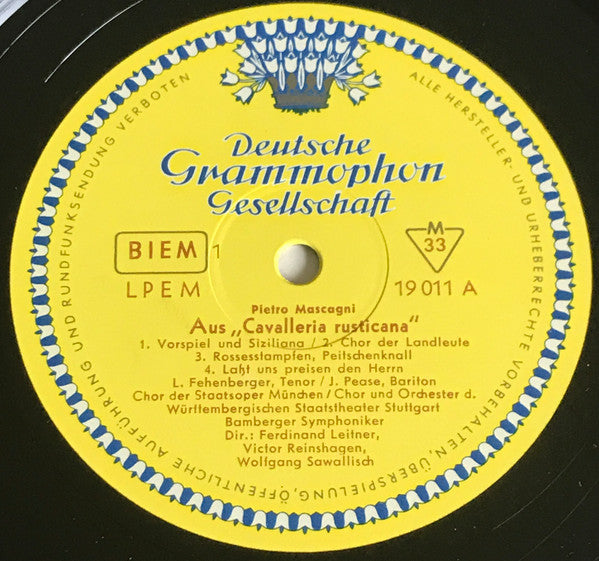 Deutsche
Grammophon
Gesellschaft
BIEM 1
M
33
LPEM
19 011 A
Pietro Mascagni
Aus „Cavalleria rusticana"
1. Vorspiel und Siziliana / 2. Chor der Landleute
3. Rossesstampfen, Peitschenknall
4. Laßt uns preisen den Herrn
L. Fehenberger, Tenor / J. Pease, Bariton
Chor der Staatsoper München / Chor und Orchester d.
Württembergischen Staatstheater Stuttgart
Bamberger Symphoniker
Dir.: Ferdinand Leitner,
Victor Reinshagen,
Wolfgang Sawallisch
ALLE HERSTELLER- UND URHEBERRECHTE VORBEHALTEN, ÜBERSPIELUNG, ÖFFENTLICHE AUFFÜHRUNG UND RUNDFUNKSENDUNG VERBOTEN